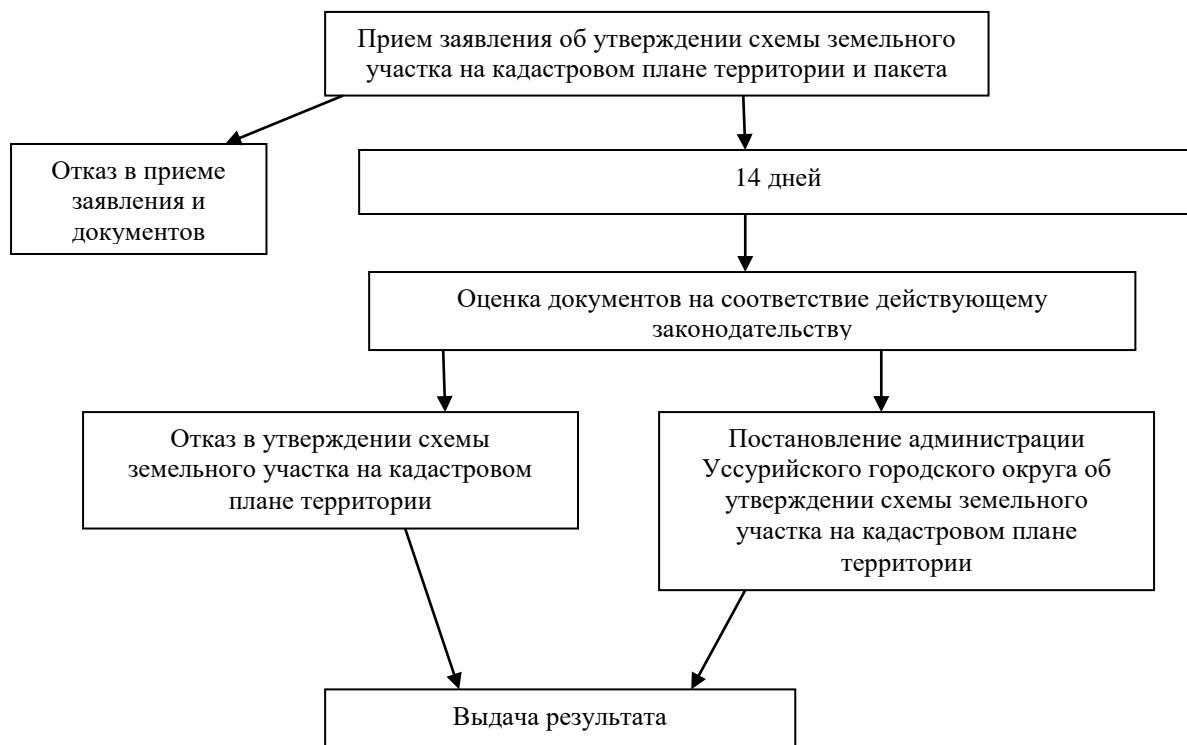 Прием заявления об утверждении схемы земельного
участка на кадастровом плане территории и пакета
Отказ в приеме
заявления и
документов
14 дней
Оценка документов на соответствие действующему
законодательству
Отказ в утверждении схемы
земельного участка на кадастровом
плане территории
Постановление администрации
Уссурийского городского округа об
утверждении схемы земельного
участка на кадастровом плане
территории
Выдача результата